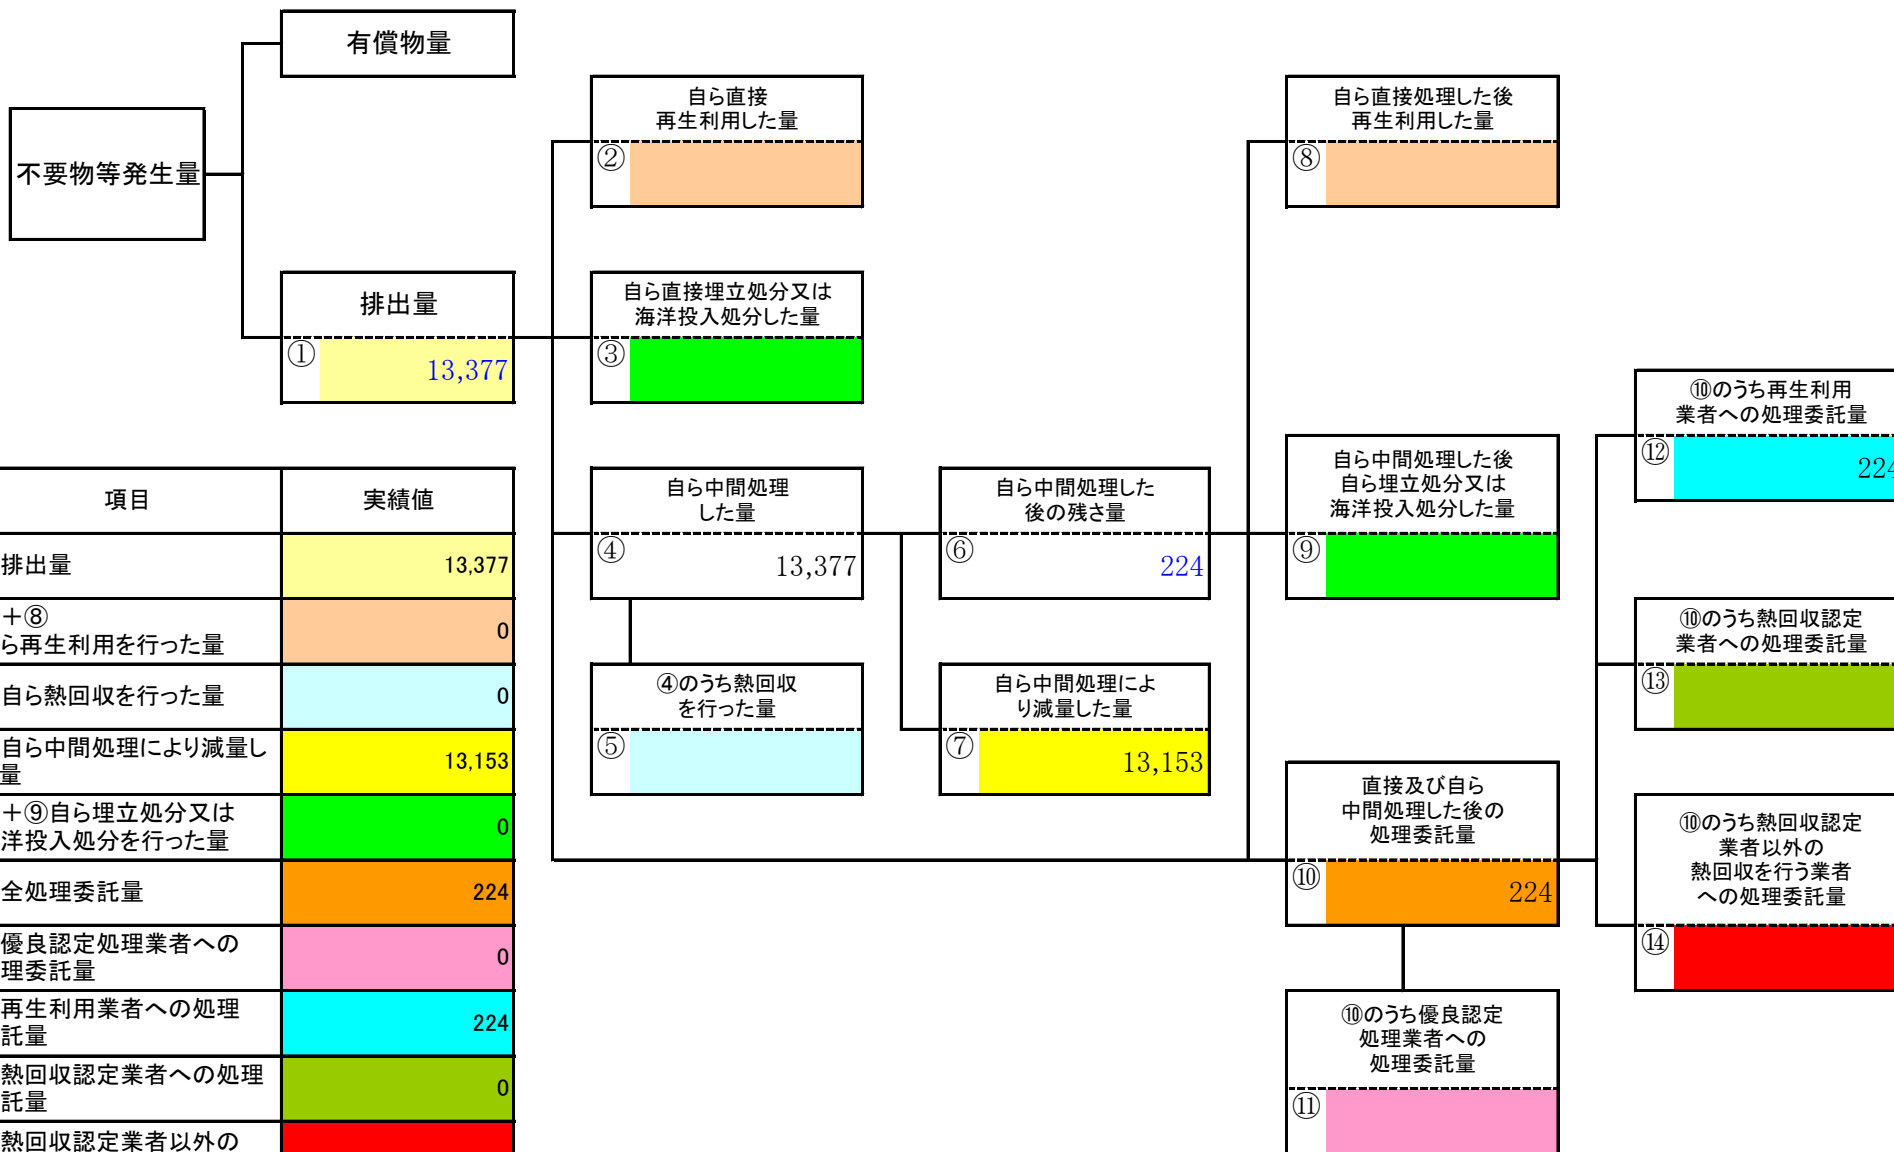 有償物量
不要物等発生量
排出量
①
13,377
自ら直接
再生利用した量
②
自ら直接埋立処分又は
海洋投入処分した量
③
自ら中間処理
した量
④
13,377
④のうち熱回収
を行った量
⑤
自ら中間処理した
後の残さ量
⑥
224
自ら中間処理によ
り減量した量
⑦
13,153
自ら直接処理した後
再生利用した量
⑧
自ら中間処理した後
自ら埋立処分又は
海洋投入処分した量
⑨
直接及び自ら
中間処理した後の
処理委託量
⑩
224
⑩のうち優良認定
処理業者への
処理委託量
⑪
⑩のうち再生利用
業者への処理委託量
⑫
224
⑩のうち熱回収認定
業者への処理委託量
⑬
⑩のうち熱回収認定
業者以外の
熱回収を行う業者
への処理委託量
⑭
項目
実績値
排出量
13,377
＋⑧
ら再生利用を行った量
0
自ら熱回収を行った量
0
自ら中間処理により減量し
量
13,153
＋⑨自ら埋立処分又は
洋投入処分を行った量
0
全処理委託量
224
優良認定処理業者への
理委託量
0
再生利用業者への処理
託量
224
熱回収認定業者への処理
託量
0
熱回収認定業者以外の